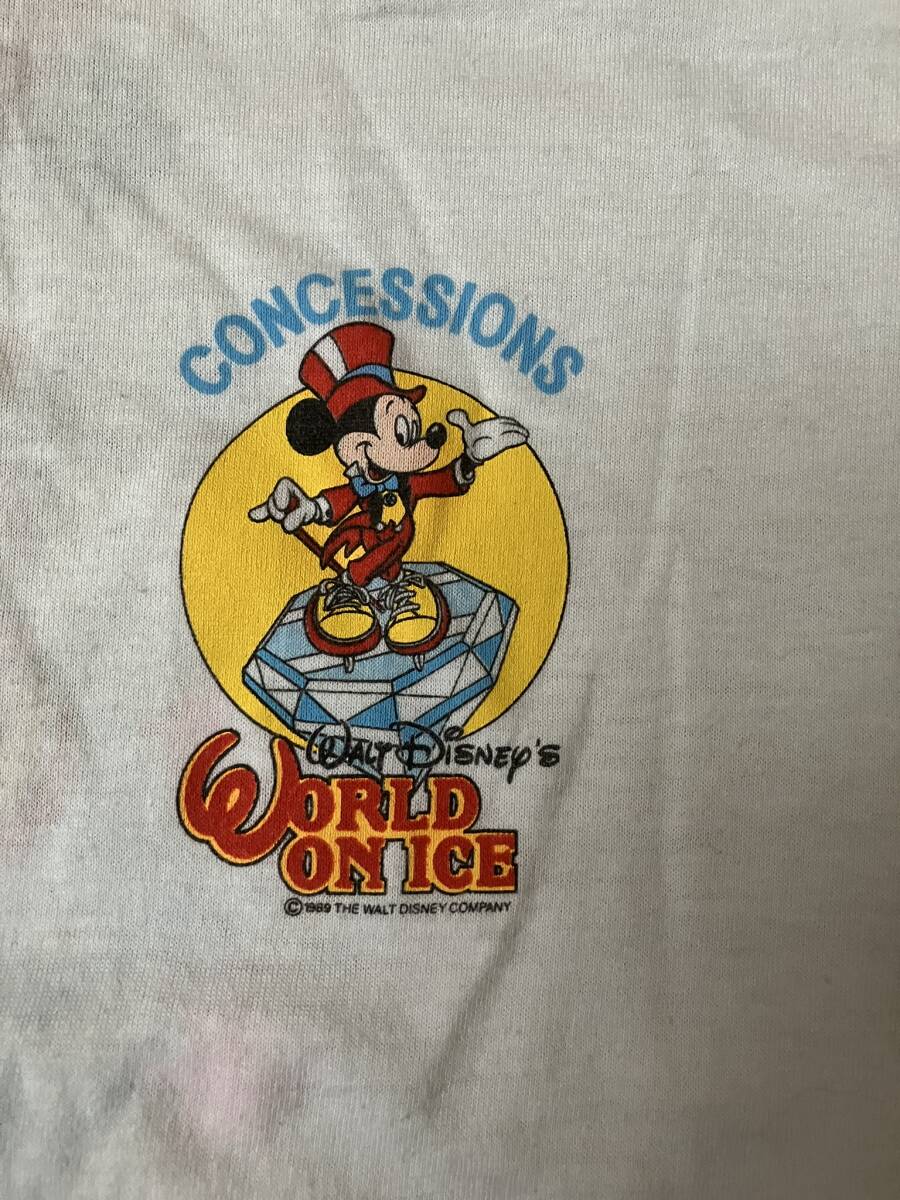 CONCESSIONS
WALT DISNEY'S
WORLD
ON ICE
© 1989 THE WALT DISNEY COMPANY